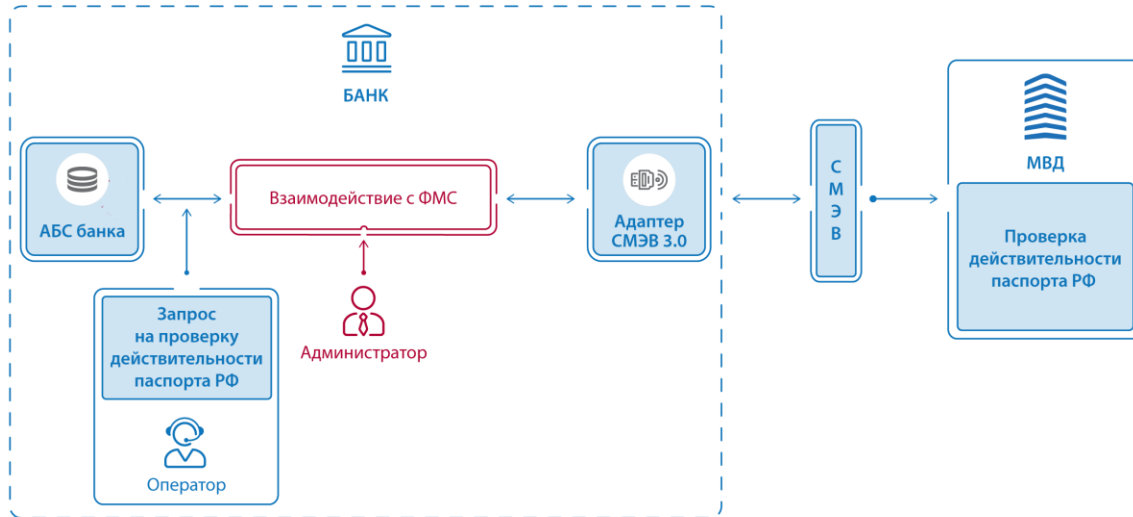 БАНК
АБС банка
Взаимодействие с ФМС
Адаптер
СМЭВ 3.0
С
М
Э
В
МВД
Проверка
действительности
паспорта РФ
Запрос
на проверку
действительности
паспорта РФ
Оператор
Администратор